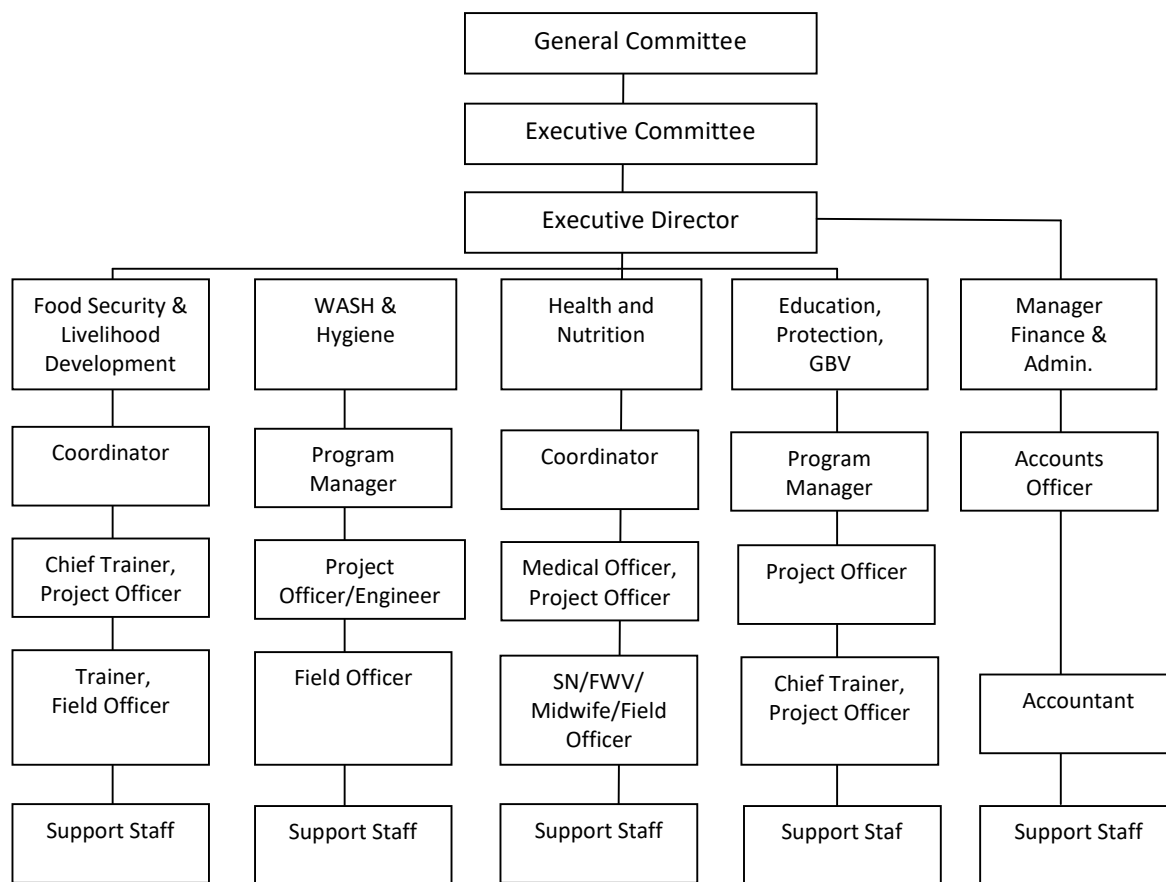 General Committee
Executive Committee
Executive Director
Food Security &
Livelihood
Development
WASH &
Hygiene
Health and
Nutrition
Education,
Protection,
GBV
Manager
Finance &
Admin.
Coordinator
Program
Manager
Coordinator
Program
Manager
Accounts
Officer
Chief Trainer,
Project Officer
Project
Officer/Engineer
Medical Officer,
Project Officer
Project Officer
Trainer,
Field Officer
Field Officer
SN/FWV/
Midwife/Field
Officer
Chief Trainer,
Project Officer
Accountant
Support Staff
Support Staff
Support Staff
Support Staf
Support Staff